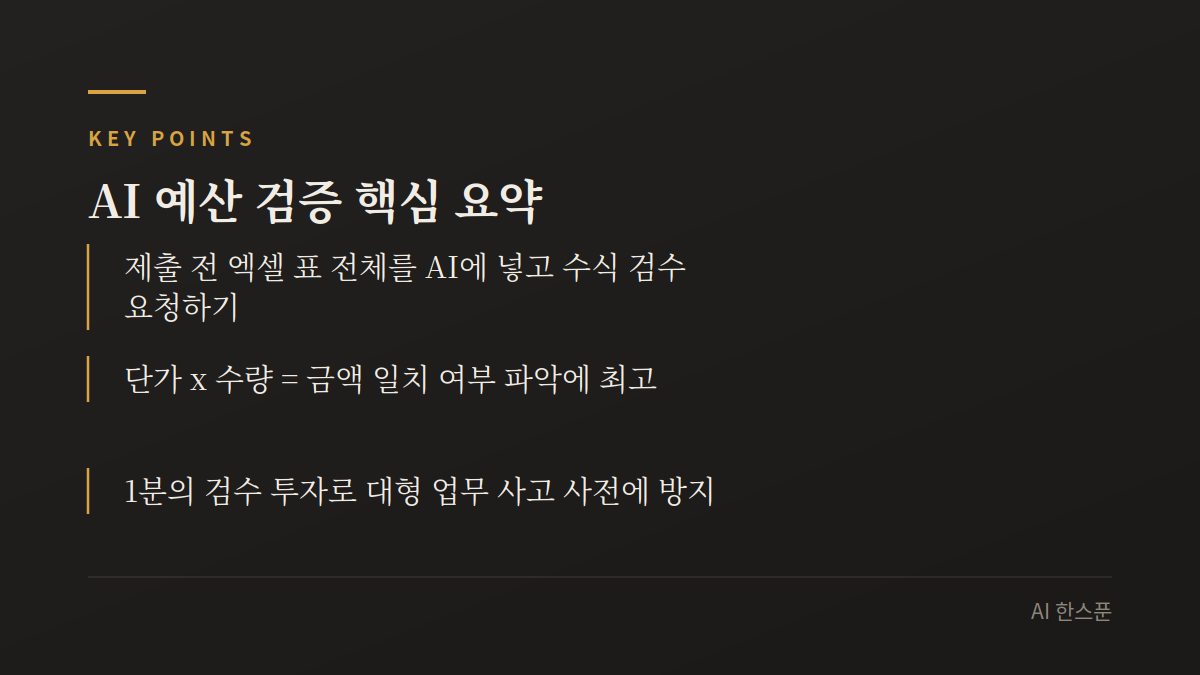 KEY POINTS
AI 예산 검증 핵심 요약
제출 전 엑셀 표 전체를 AI에 넣고 수식 검수
요청하기
단가 x 수량 = 금액 일치 여부 파악에 최고
1분의 검수 투자로 대형 업무 사고 사전에 방지
AI 한스푼